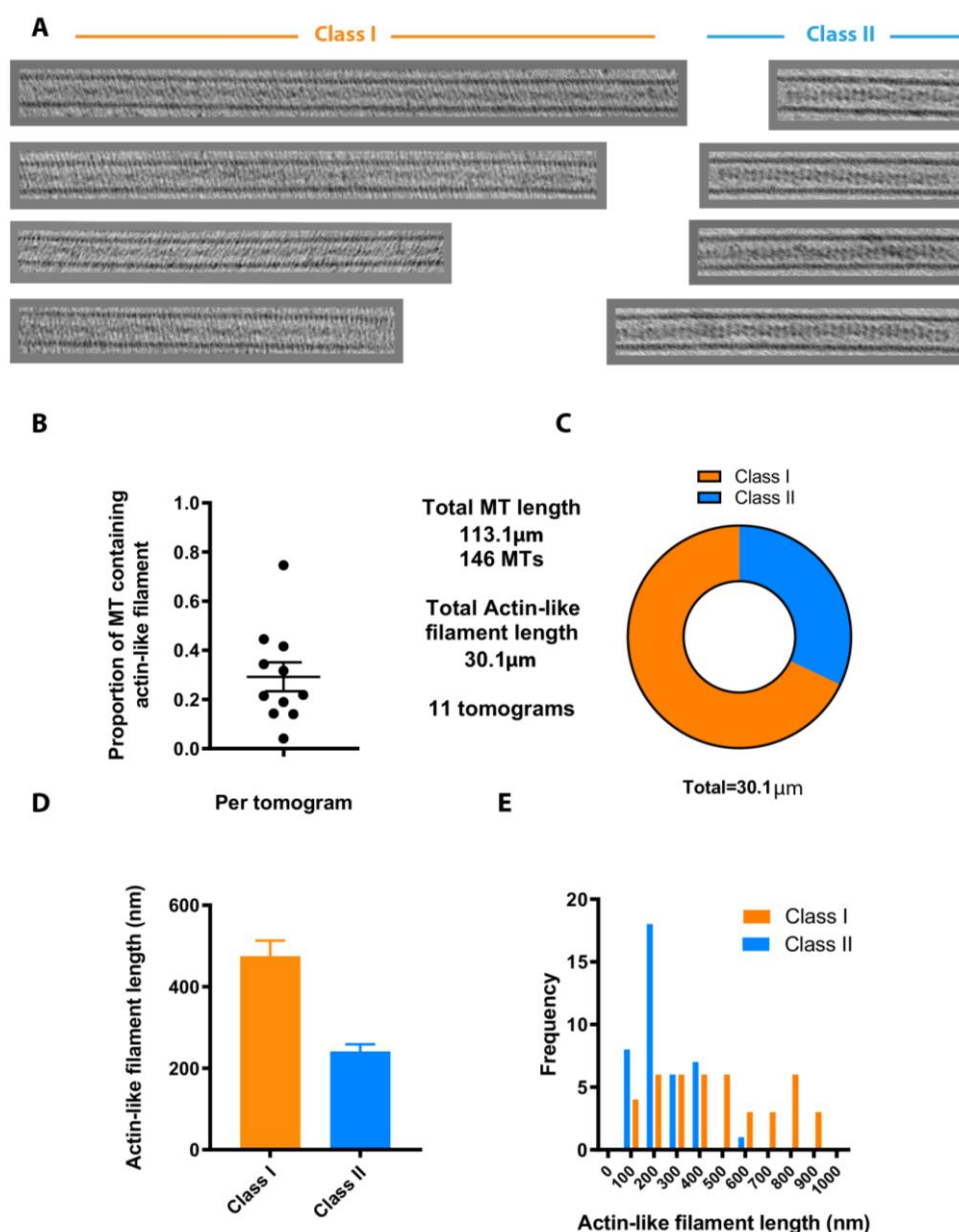 A
Class I
Class II
B
C
Proportion of MT containing
actin-like filament
1.0
0.8
0.6
0.4
0.2
0.0
Per tomogram
Total MT length
113.1µm
146 MTs
Total Actin-like
filament length
30.1µm
11 tomograms
Class I
Class II
Total=30.1µm
D
E
Actin-like filament length (nm)
600
400
200
0
Class I
Class II
Frequency
20
15
10
5
0
Class I
Class II
0
100
200
300
400
500
600
700
800
900
1000
Actin-like filament length (nm)